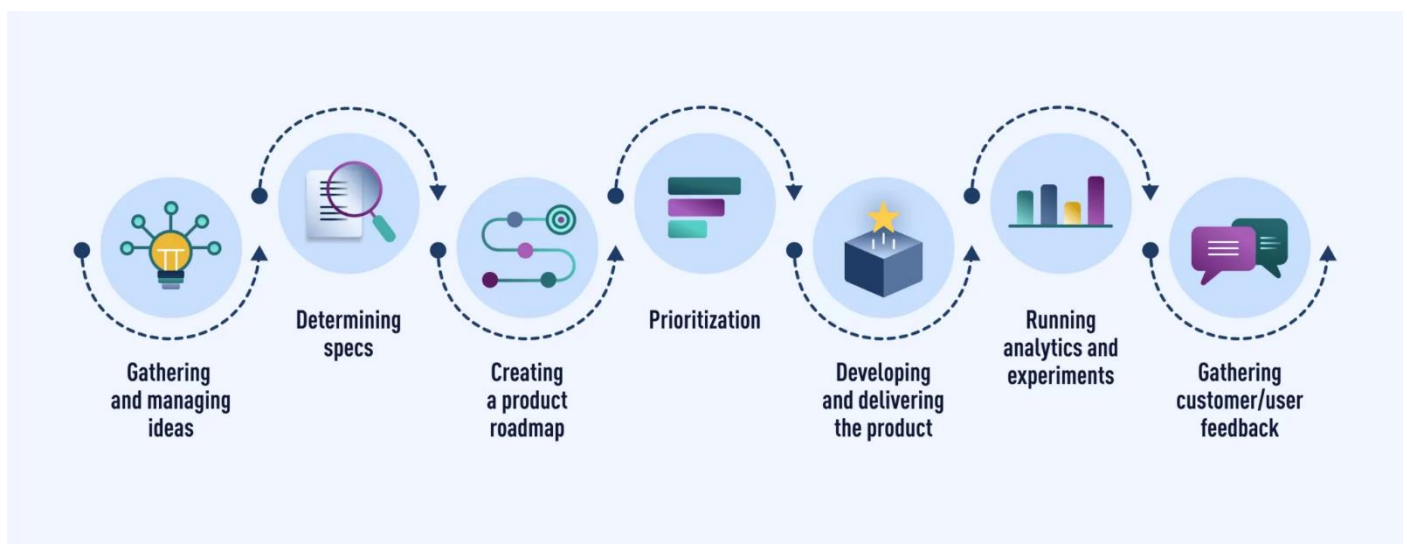 Gathering
and managing
ideas
Determining
specs
Creating
a product
roadmap
Prioritization
Developing
and delivering
the product
Running
analytics and
experiments
Gathering
customer/user
feedback